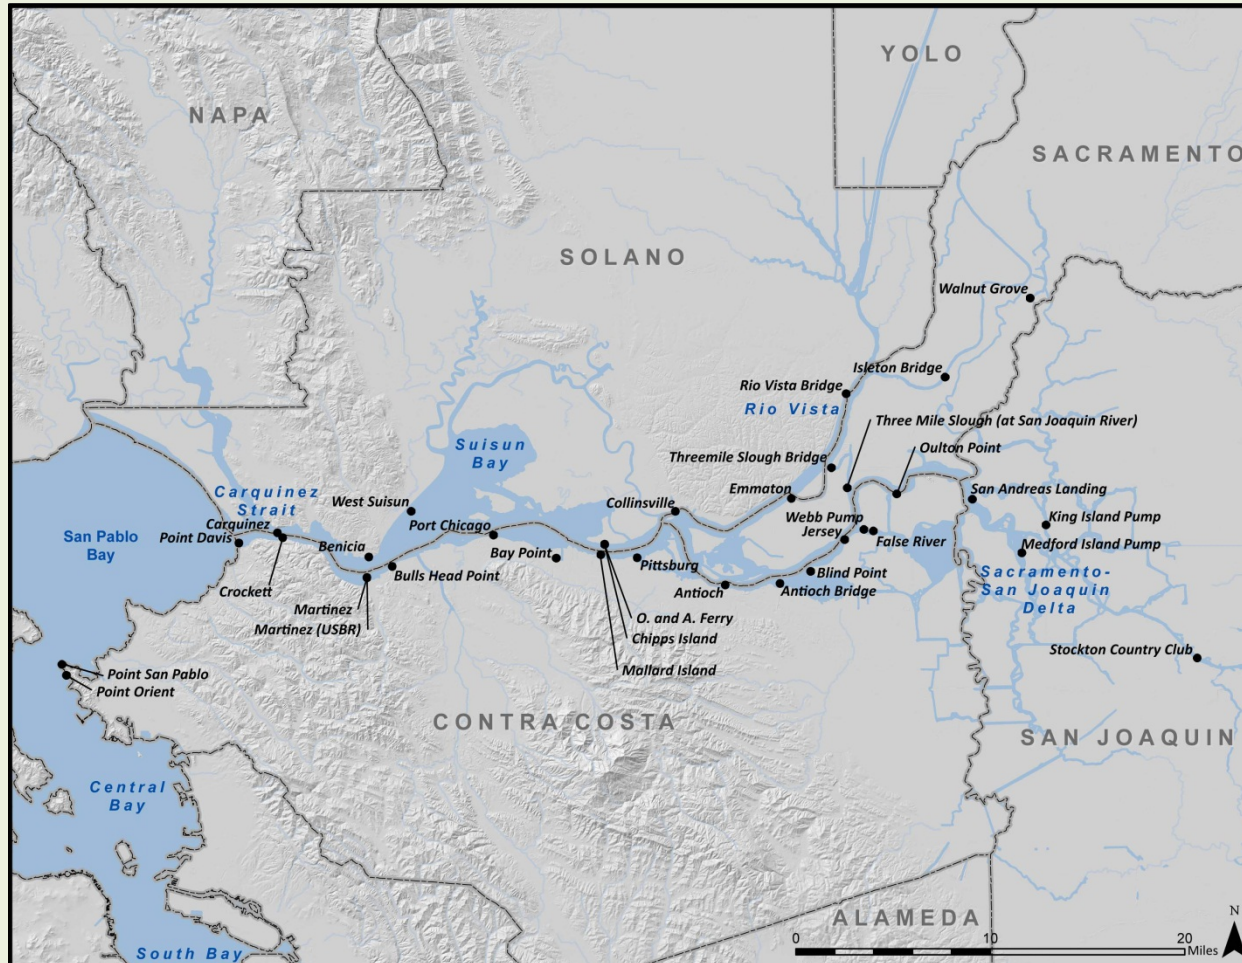 YOLO
NAPA
SACRAMENTO
SOLANO
Walnut Grove
Isleton Bridge
Rio Vista Bridge
Rio Vista
Three Mile Slough (at San Joaquin River)
Suisun
Bay
Oulton Point
Threemile Slough Bridge
Emmaton
San Andreas Landing
Carquinez
Strait
West Suisun
Collinsville
Port Chicago
Webb Pump
King Island Pump
Carquinez
Point Davis
San Pablo
Bay
Jersey
False River
Benicia
Bay Point
Medford Island Pump
Crockett
Bulls Head Point
Pittsburg
Blind Point
Sacramento-
San Joaquin
Delta
Antioch
Antioch Bridge
Martinez
Martinez (USBR)
O. and A. Ferry
Chipps Island
Mallard Island
Stockton Country Club
Point San Pablo
Point Orient
CONTRA COSTA
SAN JOAQUIN
Central
Bay
ALAMEDA
N
0 10 20
Miles
South Bay